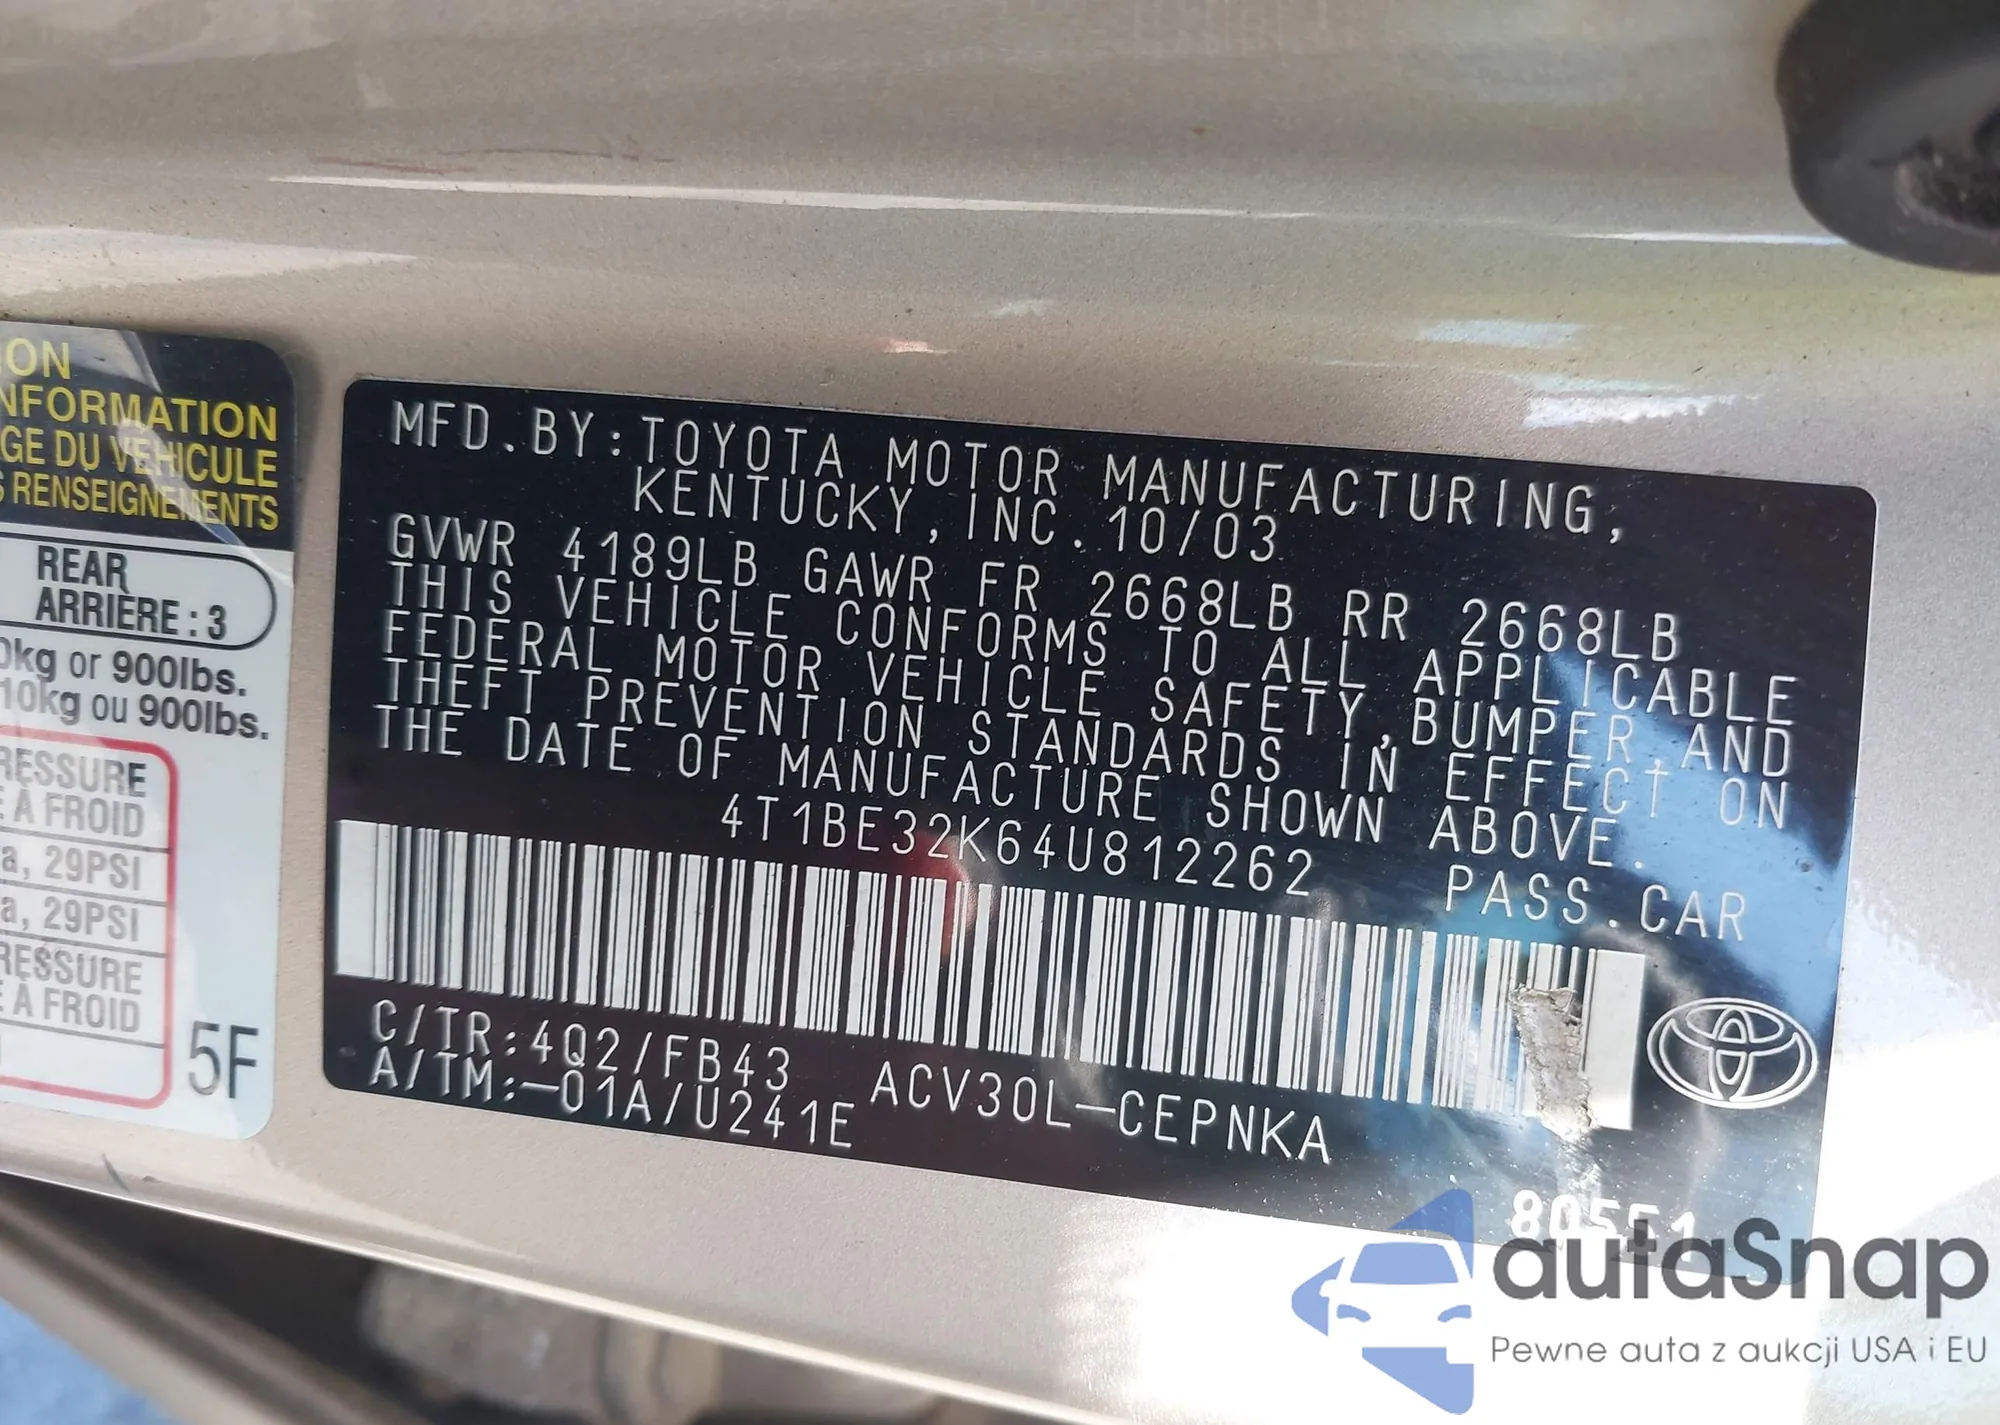 ON
NFORMATION
GE DU VÉHICULE
S RENSEIGNEMENTS
REAR
ARRIÈRE : 3
0kg or 900lbs.
10kg ou 900lbs.
RESSURE
E À FROID
a, 29PSI
a, 29PSI
RESSURE
E À FROID
5F
MFD.BY:TOYOTA MOTOR MANUFACTURING,
KENTUCKY,INC. 10/03
GVWR 4189LB GAWR FR 2668LB RR 2668LB
THIS VEHICLE CONFORMS TO ALL APPLICABLE
FEDERAL MOTOR VEHICLE SAFETY,BUMPER,AND
THEFT PREVENTION STANDARDS IN EFFECT ON
THE DATE OF MANUFACTURE SHOWN ABOVE.
4T1BE32K64U812262
PASS.CAR
C/TR:4Q2/FB43 ACV30L-CEPNKA
A/TM:-01A/U241E
80551
autaSnap
Pewne auta z aukcji USA i EU